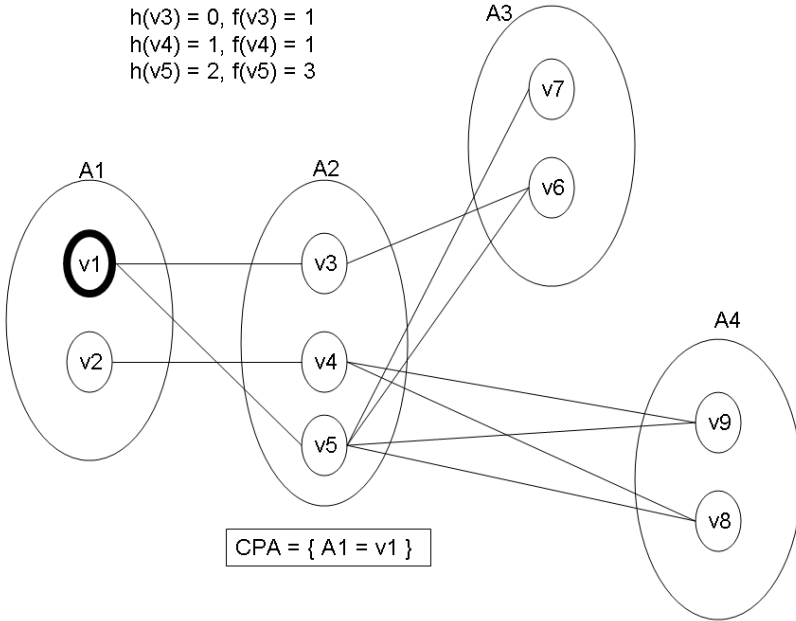 h(v3) = 0, f(v3) = 1
h(v4) = 1, f(v4) = 1
h(v5) = 2, f(v5) = 3
A3
v7
v6
A1
v1
v2
A2
v3
v4
v5
A4
v9
v8
CPA = { A1 = v1 }